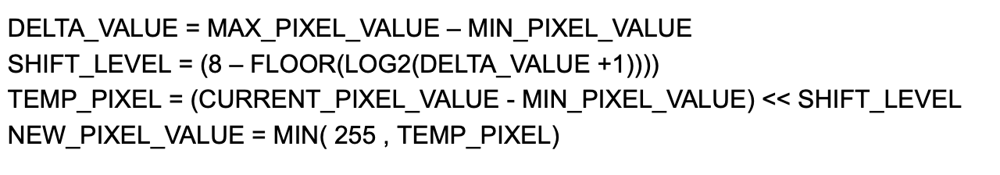 DELTA_VALUE = MAX_PIXEL_VALUE – MIN_PIXEL_VALUE
SHIFT_LEVEL = (8 – FLOOR(LOG2(DELTA_VALUE +1))))
TEMP_PIXEL = (CURRENT_PIXEL_VALUE - MIN_PIXEL_VALUE) << SHIFT_LEVEL
NEW_PIXEL_VALUE = MIN( 255 , TEMP_PIXEL)